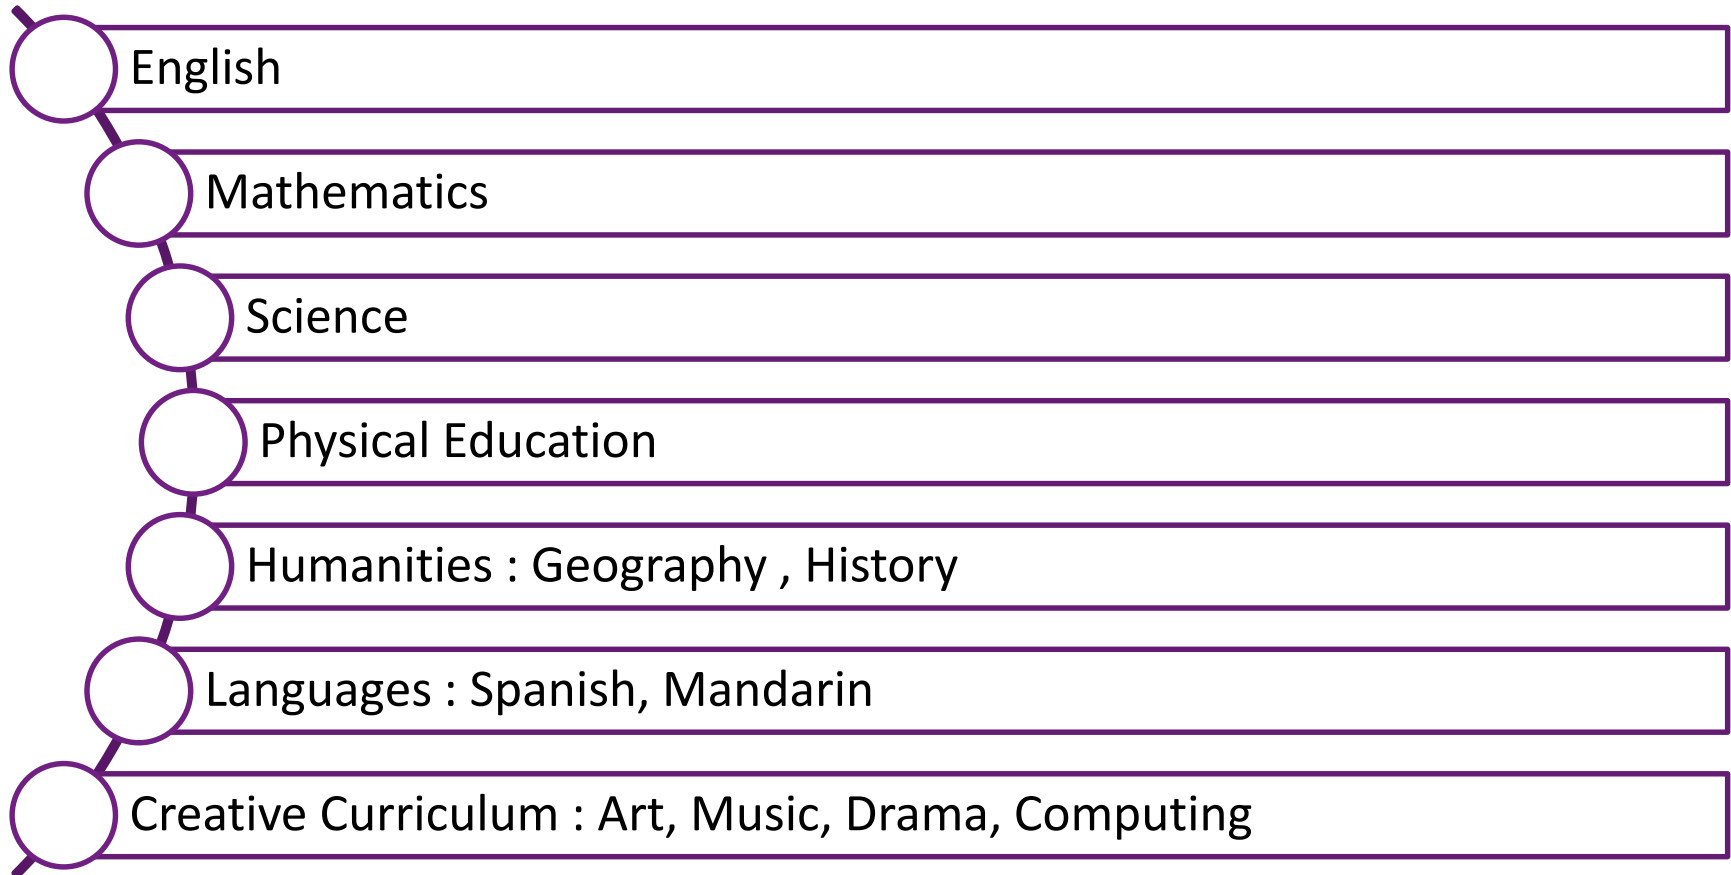 English
Mathematics
Science
Physical Education
Humanities : Geography , History
Languages : Spanish, Mandarin
Creative Curriculum : Art, Music, Drama, Computing